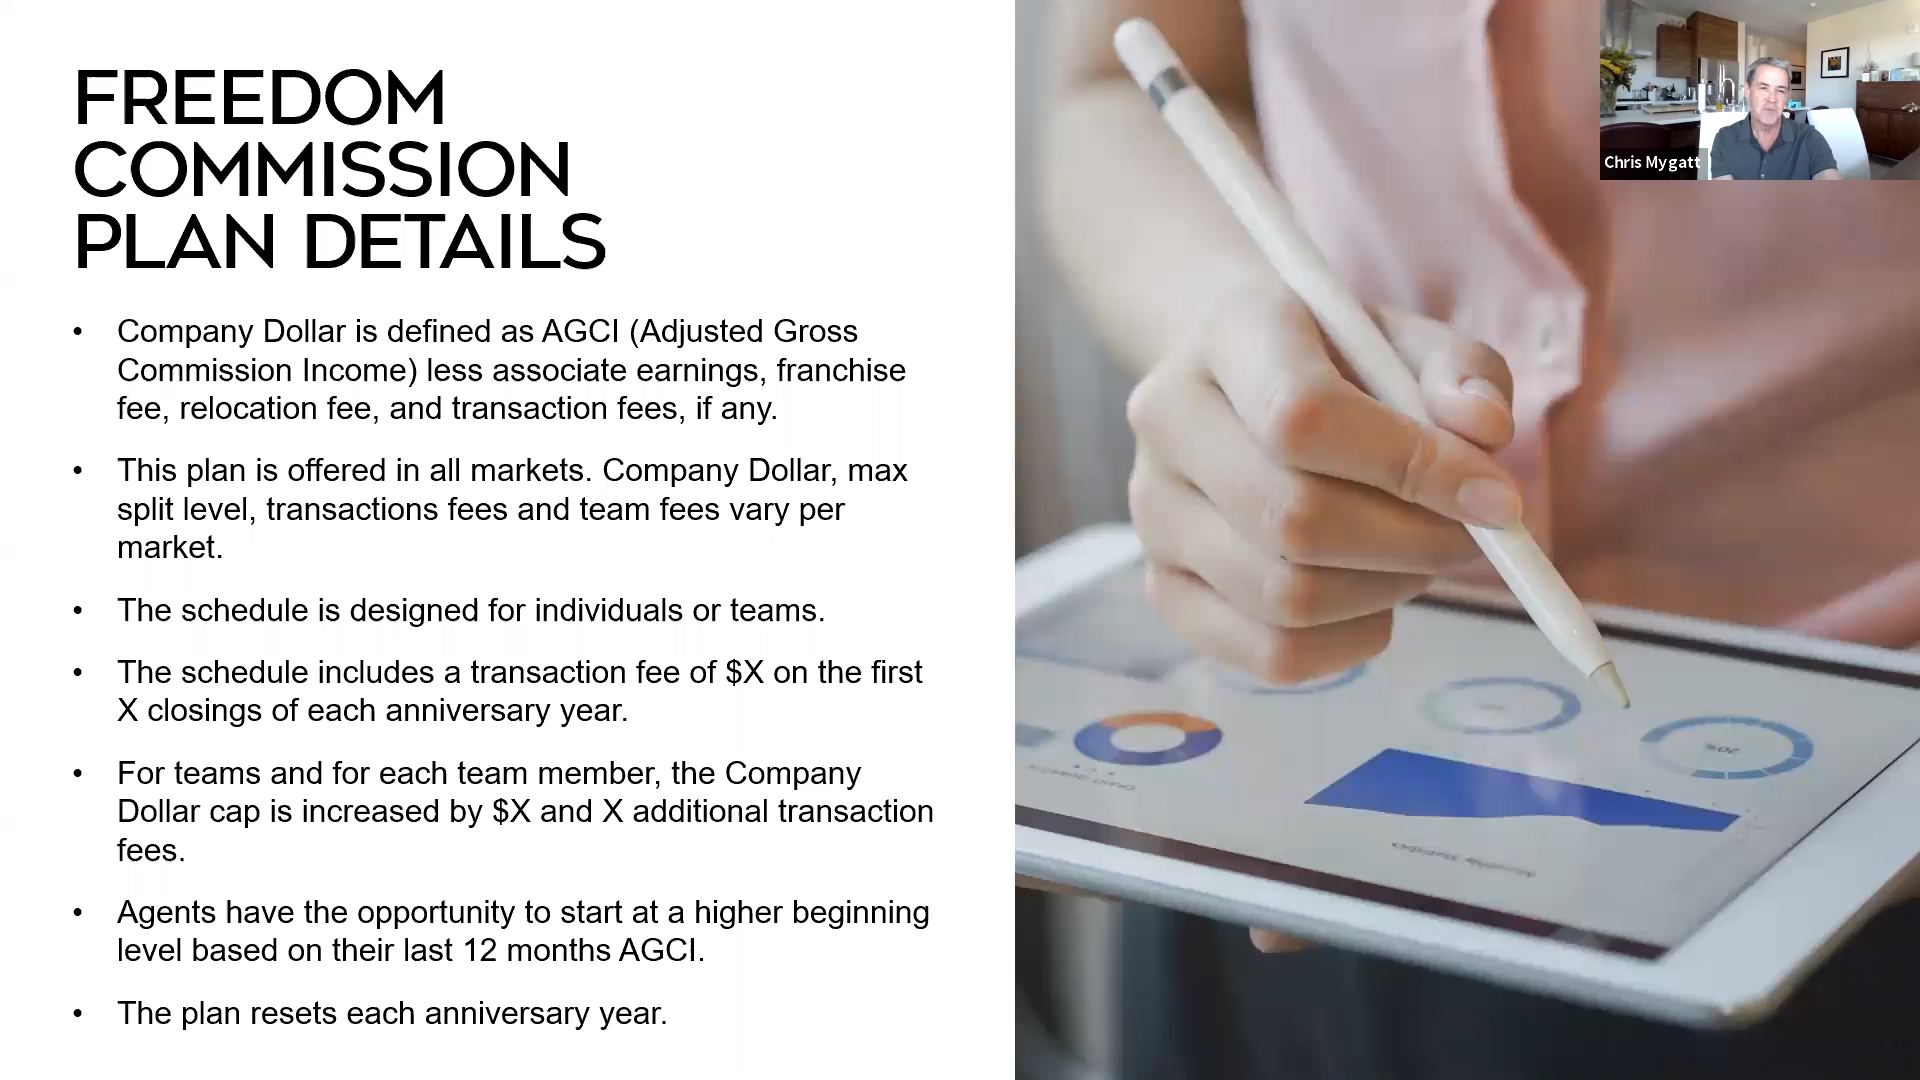 FREEDOM
COMMISSION
PLAN DETAILS
• Company Dollar is defined as AGCI (Adjusted Gross
Commission Income) less associate earnings, franchise
fee, relocation fee, and transaction fees, if any.
• This plan is offered in all markets. Company Dollar, max
split level, transactions fees and team fees vary per
market.
• The schedule is designed for individuals or teams.
• The schedule includes a transaction fee of $X on the first
X closings of each anniversary year.
• For teams and for each team member, the Company
Dollar cap is increased by $X and X additional transaction
fees.
• Agents have the opportunity to start at a higher beginning
level based on their last 12 months AGCI.
• The plan resets each anniversary year.
Chris Mygatt
20%